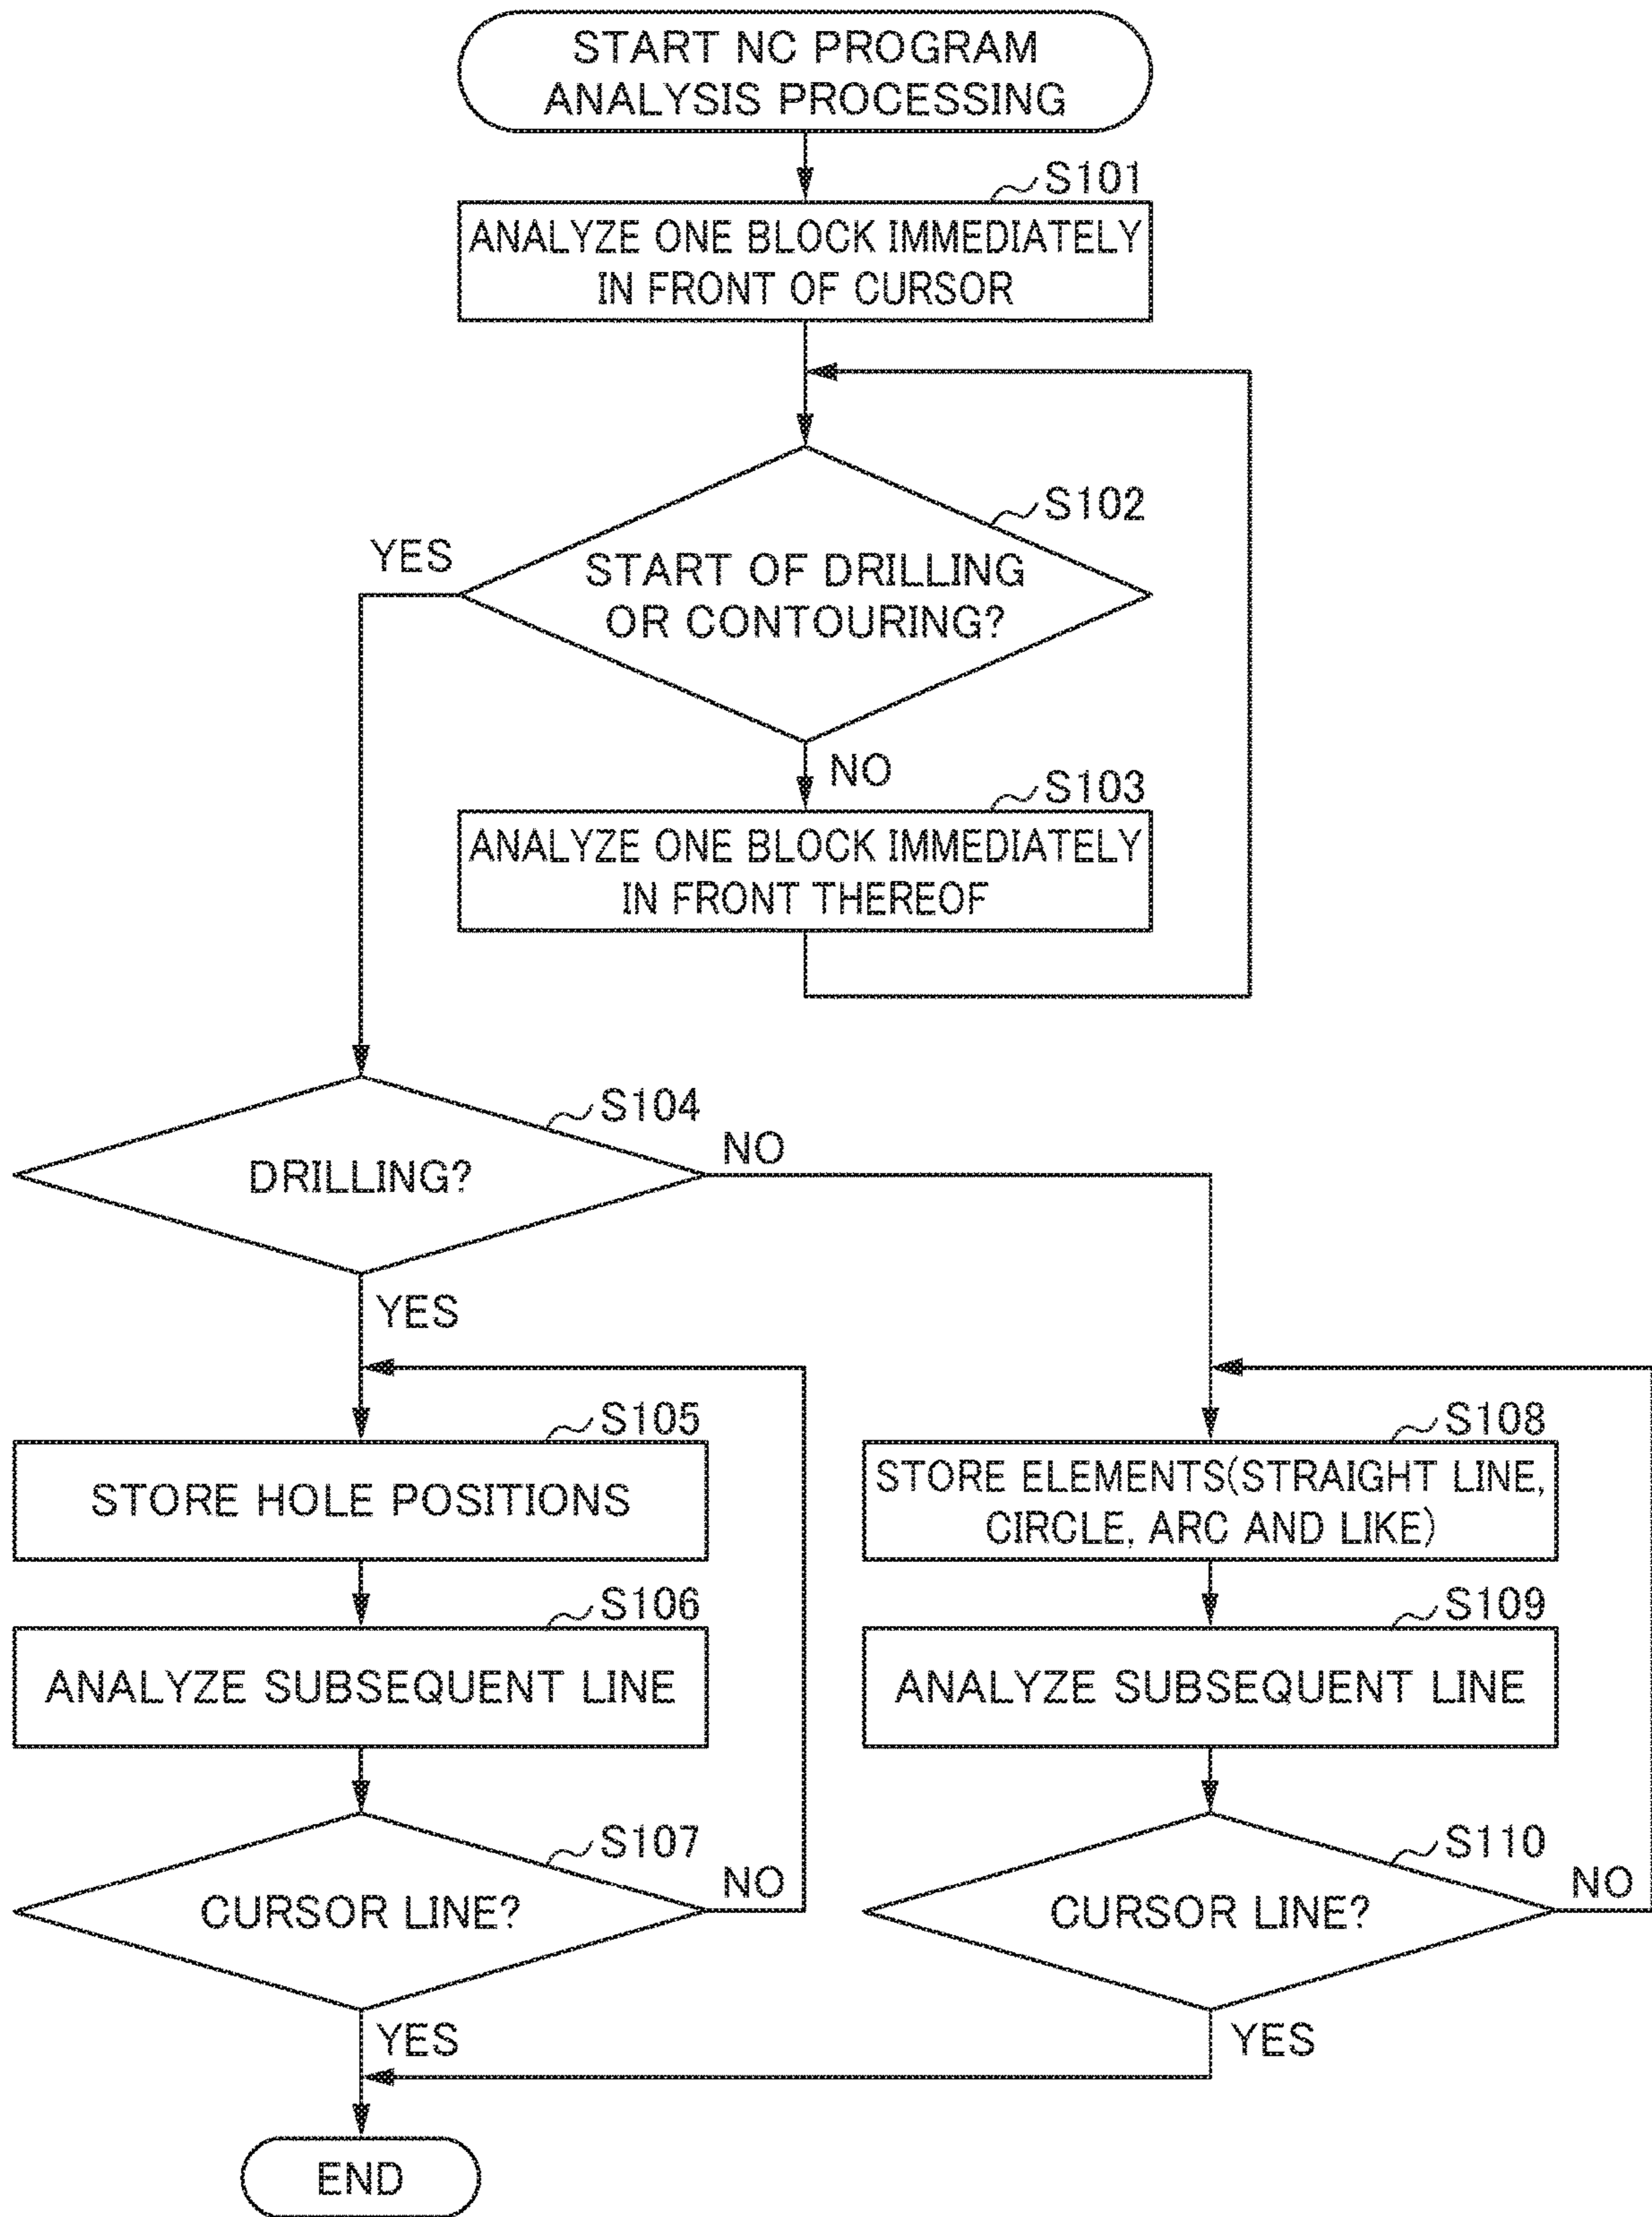 START NC PROGRAM
ANALYSIS PROCESSING
S101
ANALYZE ONE BLOCK IMMEDIATELY
IN FRONT OF CURSOR
S102
YES
START OF DRILLING
OR CONTOURING?
NO
S103
ANALYZE ONE BLOCK IMMEDIATELY
IN FRONT THEREOF
S104
NO
DRILLING?
YES
S105
STORE HOLE POSITIONS
S106
ANALYZE SUBSEQUENT LINE
S107
NO
CURSOR LINE?
YES
S108
STORE ELEMENTS(STRAIGHT LINE,
CIRCLE, ARC AND LIKE)
S109
ANALYZE SUBSEQUENT LINE
S110
NO
CURSOR LINE?
YES
END